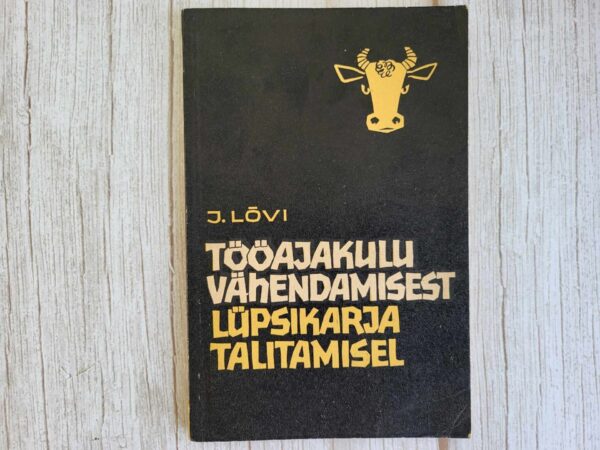 J. LÕVI
TÖÖAJAKULU
VÄHENDAMISEST
LÜPSIKARJA
TALITAMISEL